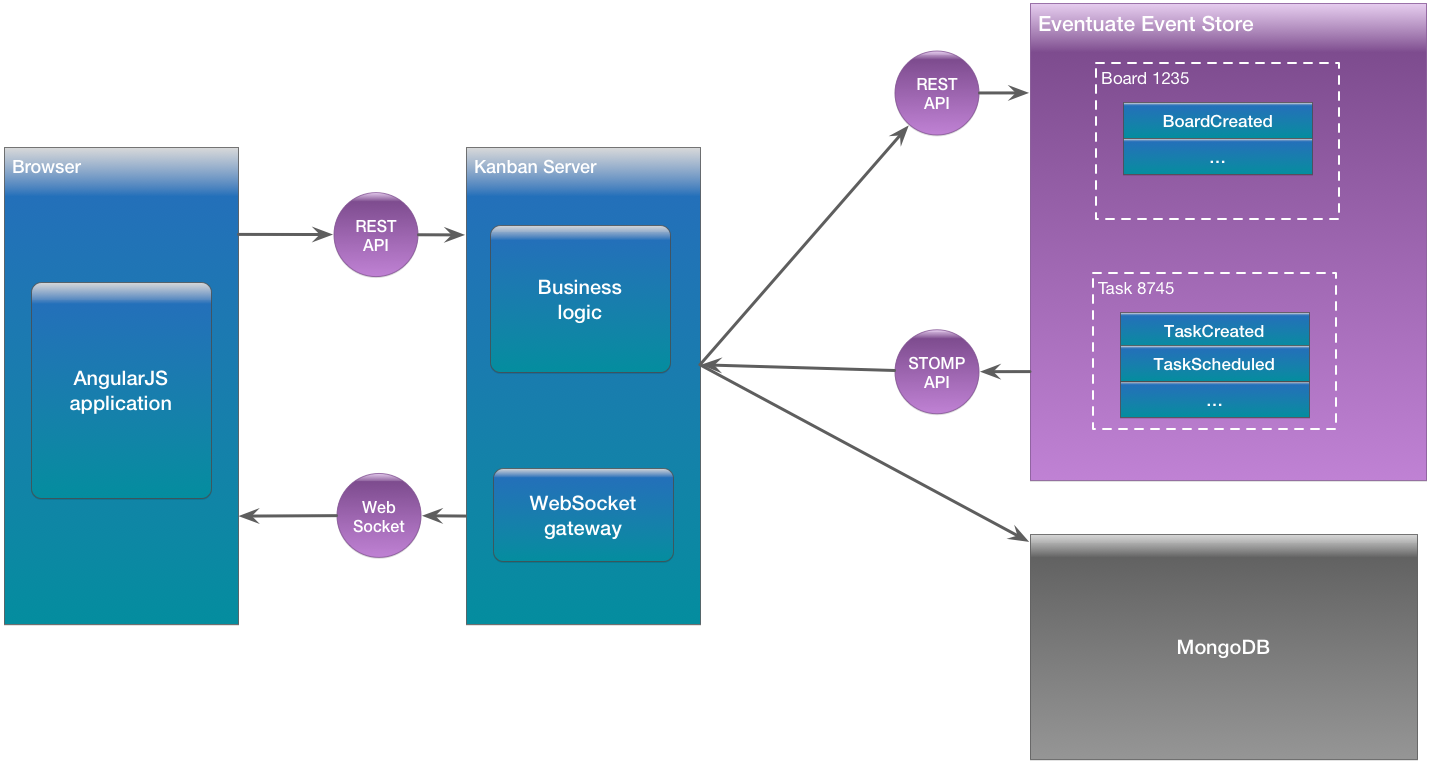 Browser
AngularJS
application
REST
API
Web
Socket
Kanban Server
Business
logic
WebSocket
gateway
REST
API
STOMP
API
Eventuate Event Store
Board 1235
BoardCreated
...
Task 8745
TaskCreated
TaskScheduled
...
MongoDB